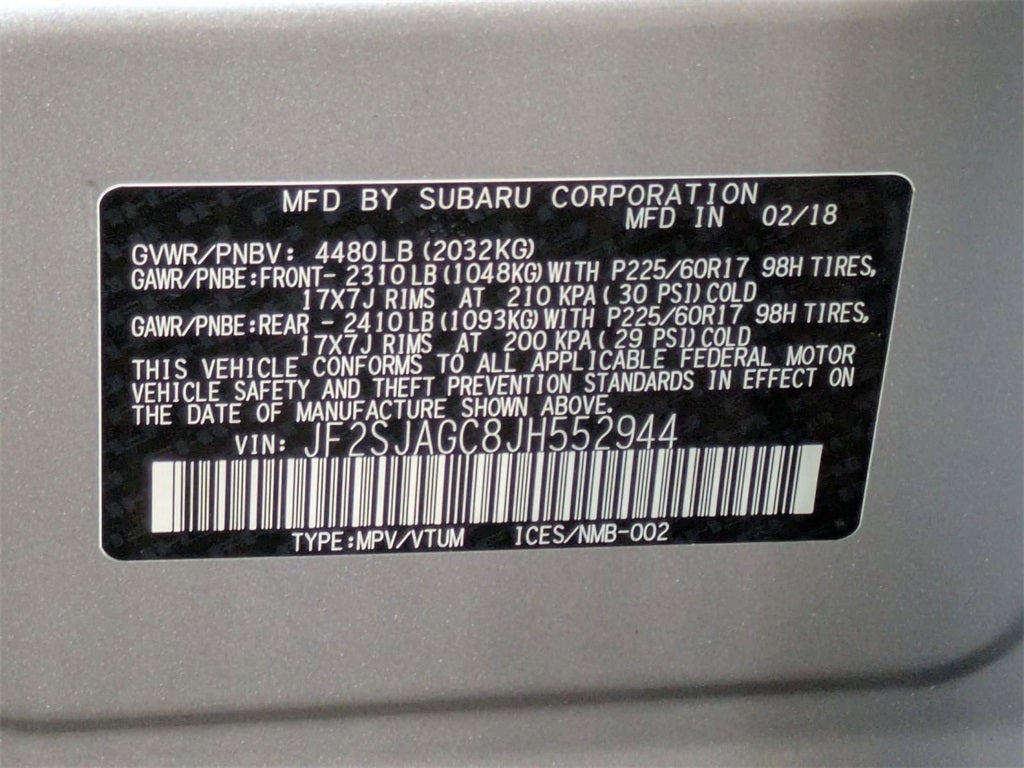 MFD BY SUBARU CORPORATION
MFD IN 02/18
GVWR/PNBV: 4480LB (2032KG)
GAWR/PNBE:FRONT- 2310LB (1048KG) WITH P225/60R17 98H TIRES,
17X7J RIMS AT 210 KPA ( 30 PSI) COLD
GAWR/PNBE:REAR - 2410LB (1093KG) WITH P225/60R17 98H TIRES,
17X7J RIMS AT 200 KPA ( 29 PSI) COLD
THIS VEHICLE CONFORMS TO ALL APPLICABLE FEDERAL MOTOR
VEHICLE SAFETY AND THEFT PREVENTION STANDARDS IN EFFECT ON
THE DATE OF MANUFACTURE SHOWN ABOVE.
VIN: JF2SJAGC8JH552944
TYPE:MPV/VTUM ICES/NMB-002